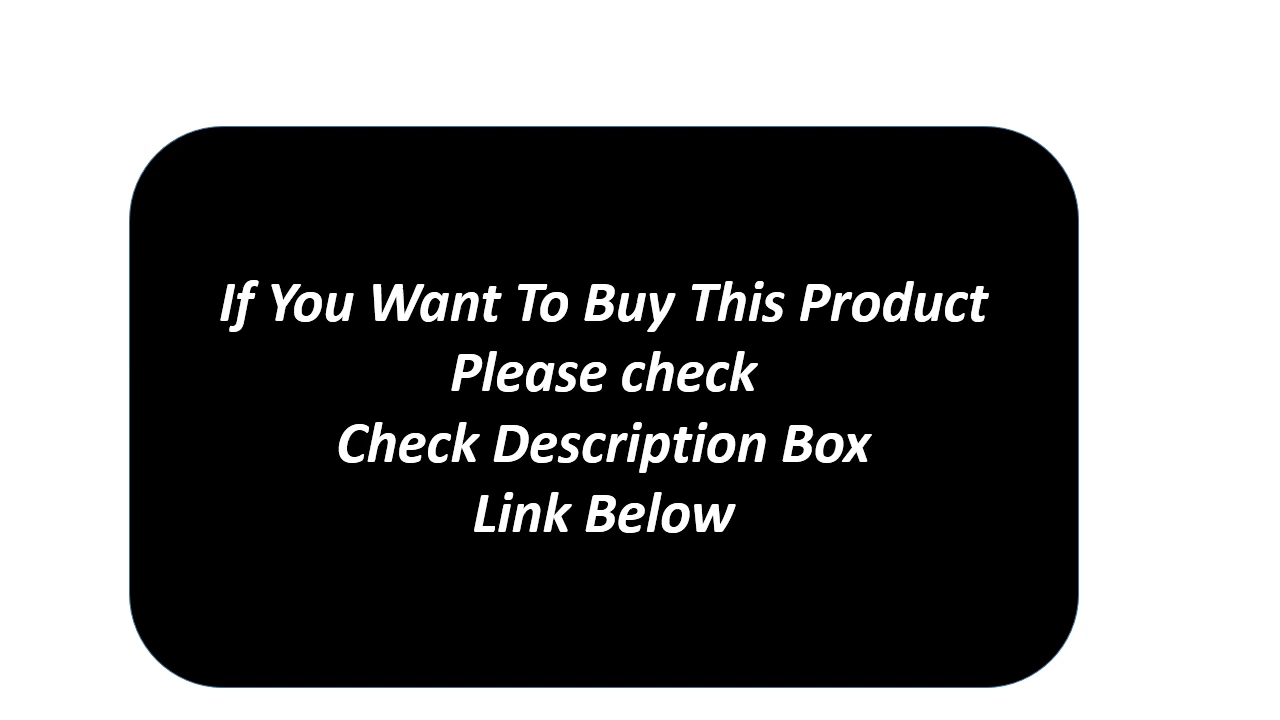 If You Want To Buy This Product
Please check
Check Description Box
Link Below